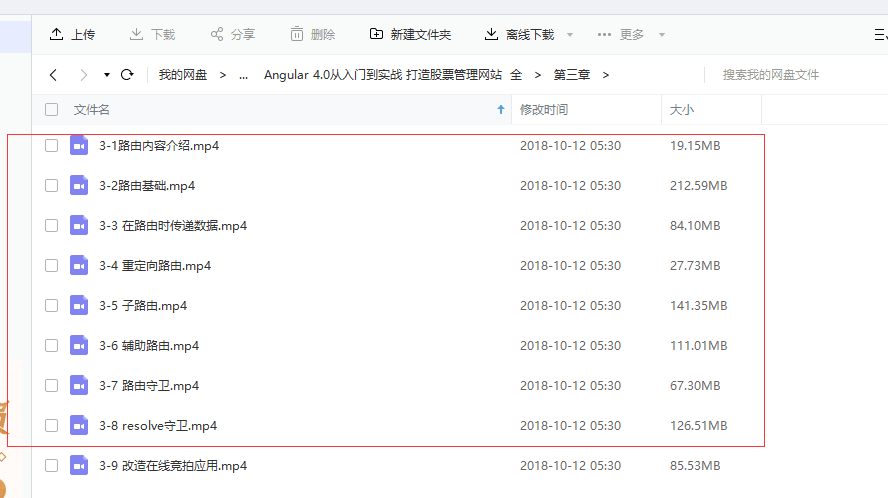 上传 下载 分享 删除 新建文件夹 离线下载 ··· 更多
我的网盘 > ... Angular 4.0从入门到实战 打造股票管理网站 全 > 第三章 > 搜索我的网盘文件
文件名 修改时间 大小
3-1路由内容介绍.mp4 2018-10-12 05:30 19.15MB
3-2路由基础.mp4 2018-10-12 05:30 212.59MB
3-3 在路由时传递数据.mp4 2018-10-12 05:30 84.10MB
3-4 重定向路由.mp4 2018-10-12 05:30 27.73MB
3-5 子路由.mp4 2018-10-12 05:30 141.35MB
3-6 辅助路由.mp4 2018-10-12 05:30 111.01MB
3-7 路由守卫.mp4 2018-10-12 05:30 67.30MB
3-8 resolve守卫.mp4 2018-10-12 05:30 126.51MB
3-9 改造在线竞拍应用.mp4 2018-10-12 05:30 85.53MB